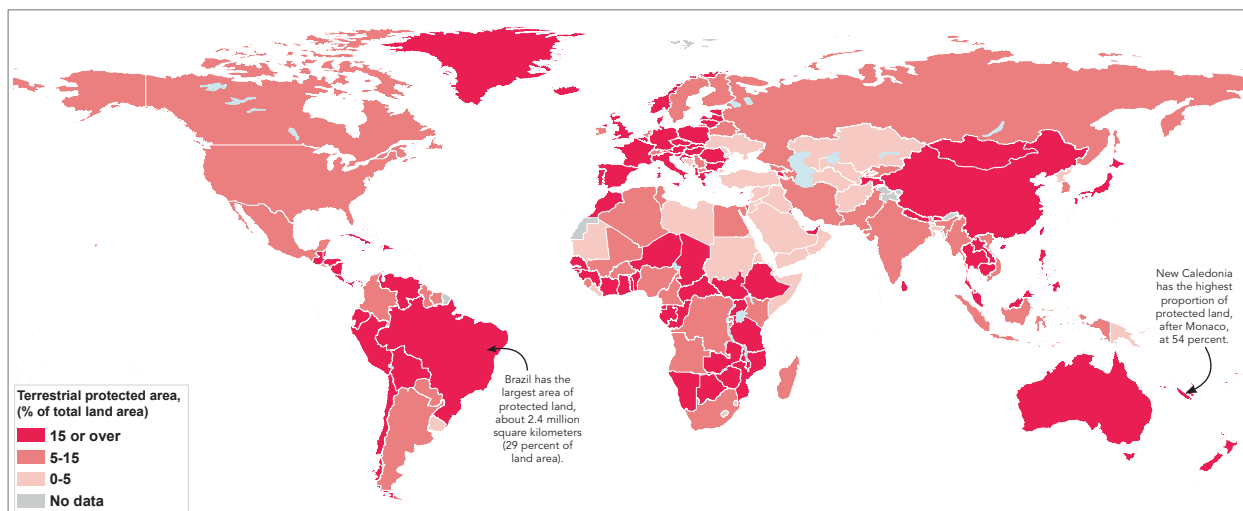 New Caledonia
has the highest
proportion of
protected land,
after Monaco,
at 54 percent.
Brazil has the
largest area of
protected land,
about 2.4 million
square kilometers
(29 percent of
land area).
Terrestrial protected area,
(% of total land area)
15 or over
5-15
0-5
No data